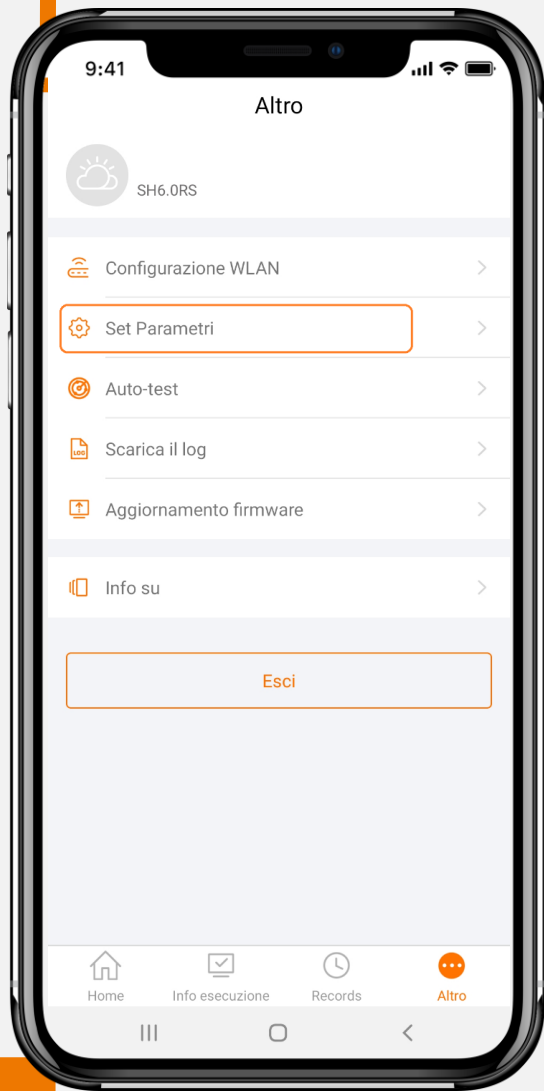 9:41
Altro
SH6.0RS
Configurazione WLAN
Set Parametri
Auto-test
LOG
Scarica il log
Aggiornamento firmware
Info su
Esci
Home Info esecuzione Records Altro